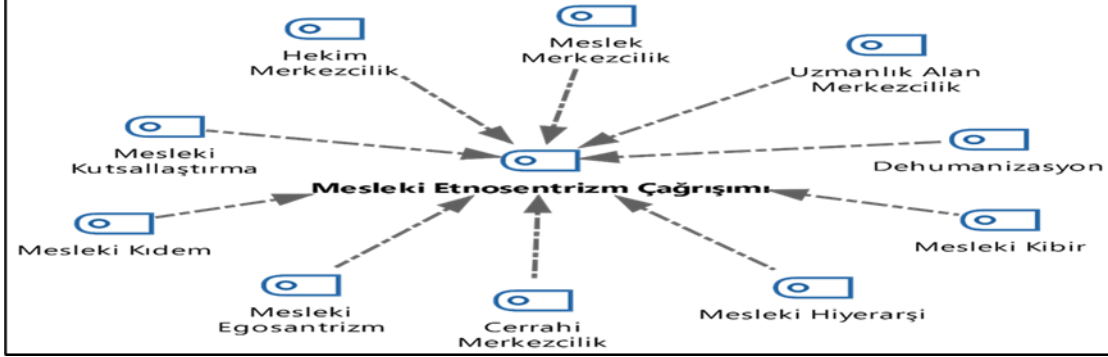 Hekim
Merkezcilik
Meslek
Merkezcilik
Uzmanlık Alan
Merkezcilik
Mesleki
Kutsallaştırma
Dehumanizasyon
Mesleki Etnosentrizm Çağrışımı
Mesleki Kıdem
Mesleki Kibir
Mesleki
Egosantrizm
Cerrahi
Merkezcilik
Mesleki Hiyerarşi